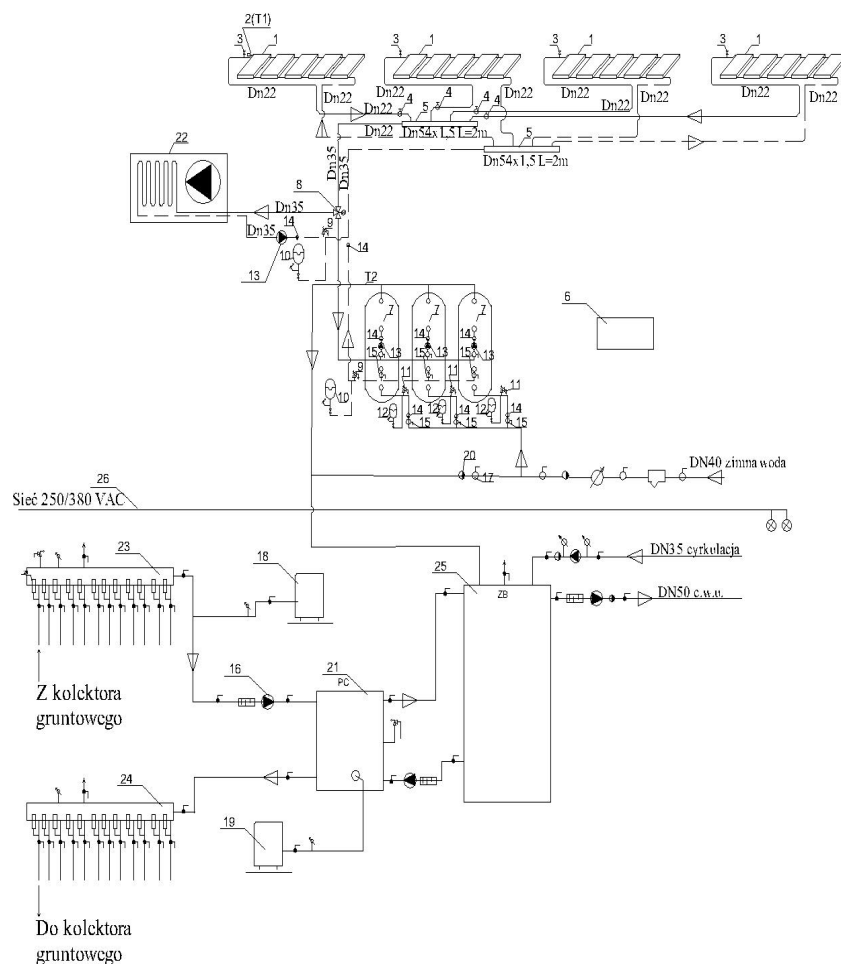 2(T1)
3 1 3 1 3 1 3 1
Dn22 Dn22 Dn22 Dn22 Dn22 Dn22 Dn22 Dn22
Dn22 4 4 4 4
Dn22 5
Dn54x1,5 L=2m
5
Dn54x1,5 L=2m
22
Dn35
Dn35
8
Dn35
Dn35
14 9
10
13
14
T2
7 7 7
6
14 14 14
13 13 13
15 15 15
9
11 11 11
10
12 12 12
14 14 14
15 15 15
20
17
DN40 zimna woda
26
Sieć 250/380 VAC
23
18
25
ZB
DN35 cyrkulacja
DN50 c.w.u.
Z kolektora
gruntowego
16
21
PC
24
19
Do kolektora
gruntowego